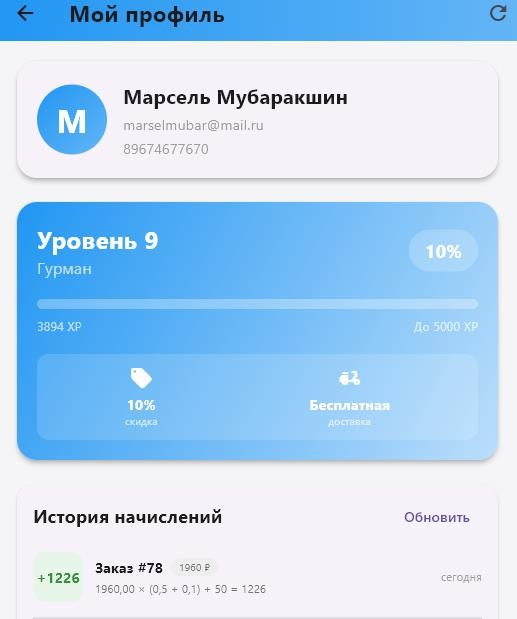 Мой профиль
М
Марсель Мубаракшин
marselmubar@mail.ru
89674677670
Уровень 9
Гурман
10%
3894 XP
До 5000 XP
10%
скидка
Бесплатная
доставка
История начислений
Обновить
+1226
Заказ #78
1960 ₽
1960,00 × (0,5 + 0,1) + 50 = 1226
сегодня